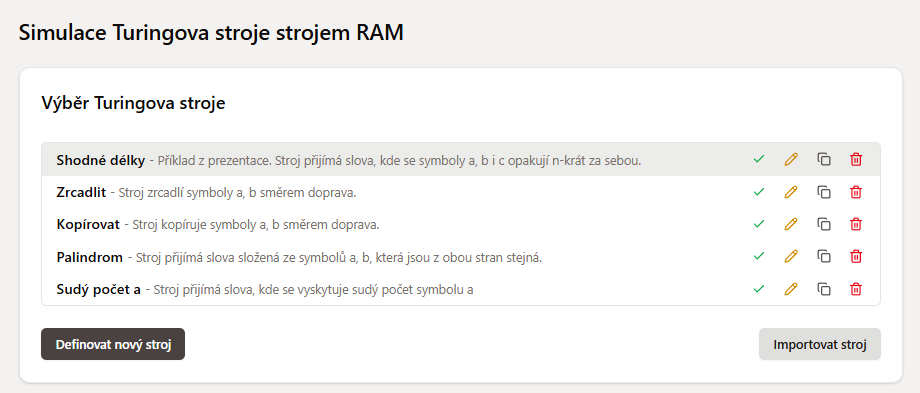 Simulace Turingova stroje strojem RAM
Výběr Turingova stroje
Shodné délky - Příklad z prezentace. Stroj přijímá slova, kde se symboly a, b i c opakují n-krát za sebou.
Zrcadlit - Stroj zrcadlí symboly a, b směrem doprava.
Kopírovat - Stroj kopíruje symboly a, b směrem doprava.
Palindrom - Stroj přijímá slova složená ze symbolů a, b, která jsou z obou stran stejná.
Sudý počet a - Stroj přijímá slova, kde se vyskytuje sudý počet symbolu a
Definovat nový stroj
Importovat stroj